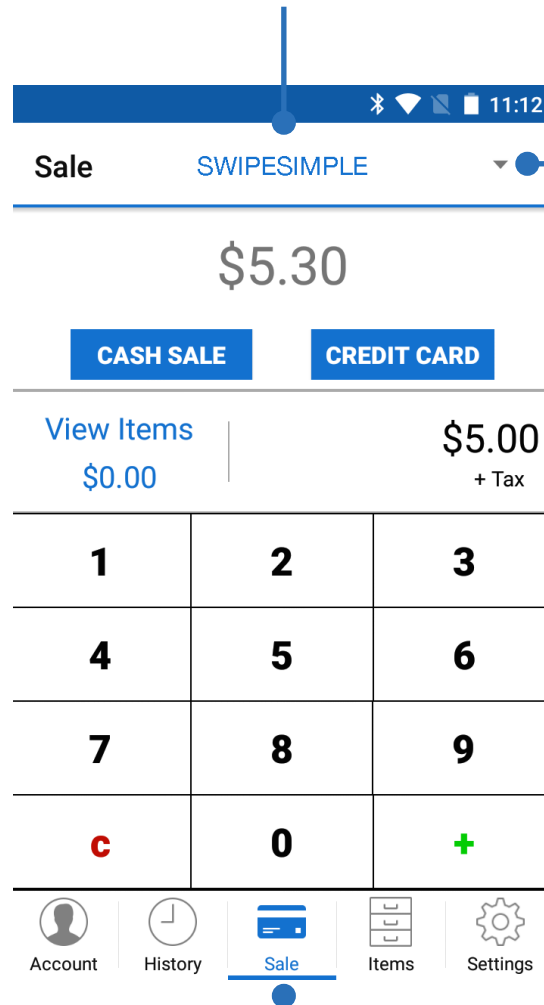 11:12
Sale SWIPESIMPLE
$5.30
CASH SALE CREDIT CARD
View Items $5.00
$0.00 + Tax
1 2 3
4 5 6
7 8 9
c 0 +
Account History Sale Items Settings